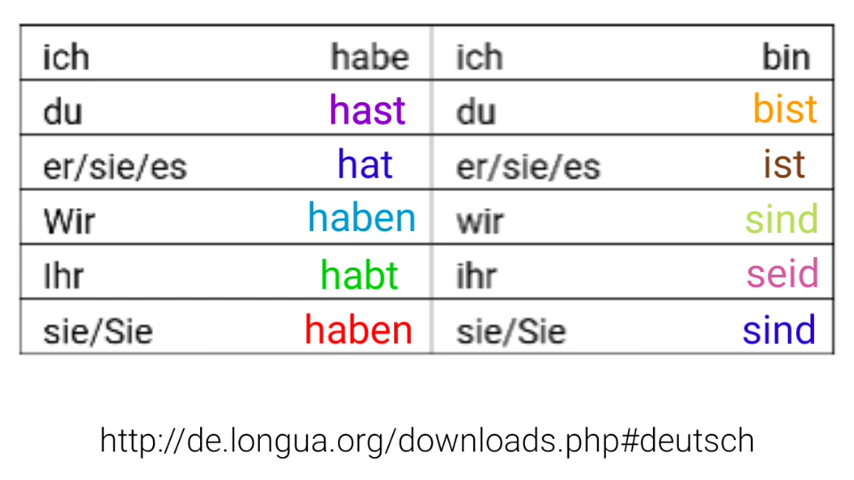 ich habe ich bin
du hast du bist
er/sie/es hat er/sie/es ist
Wir haben wir sind
Ihr habt ihr seid
sie/Sie haben sie/Sie sind
http://de.longua.org/downloads.php#deutsch